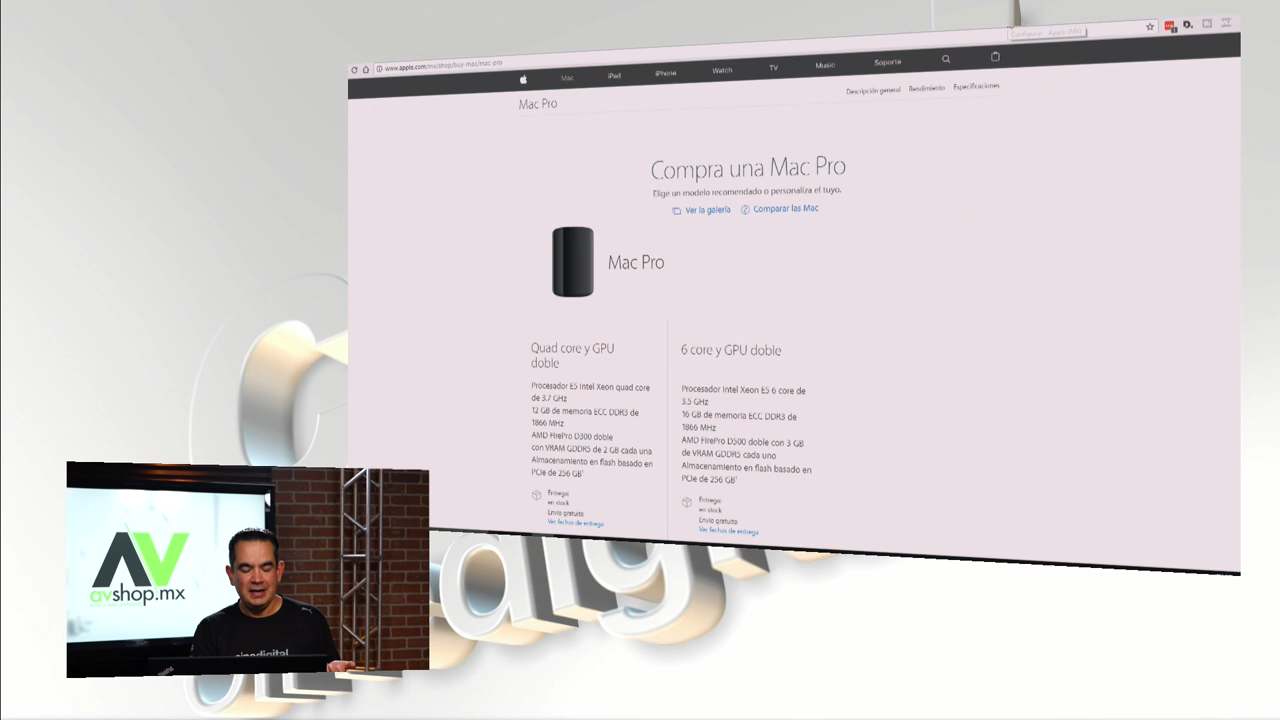 www.apple.com/mx/shop/buy-mac/mac-pro
Configurar - Apple (MX)
Mac iPad iPhone Watch TV Music Soporte
Mac Pro
Descripción general Rendimiento Especificaciones
Compra una Mac Pro
Elige un modelo recomendado o personaliza el tuyo.
Ver la galería Comparar las Mac
Mac Pro
Quad core y GPU
doble
Procesador E5 Intel Xeon quad core
de 3.7 GHz
12 GB de memoria ECC DDR3 de
1866 MHz
AMD FirePro D300 doble
con VRAM GDDR5 de 2 GB cada una
Almacenamiento en flash basado en
PCIe de 256 GB¹
Entrega:
en stock
Envío gratuito
Ver fechas de entrega
6 core y GPU doble
Procesador Intel Xeon E5 6 core de
3.5 GHz
16 GB de memoria ECC DDR3 de
1866 MHz
AMD FirePro D500 doble con 3 GB
de VRAM GDDR5 cada uno
Almacenamiento en flash basado en
PCIe de 256 GB¹
Entrega:
en stock
Envío gratuito
Ver fechas de entrega
AV
avshop.mx
cinedigital